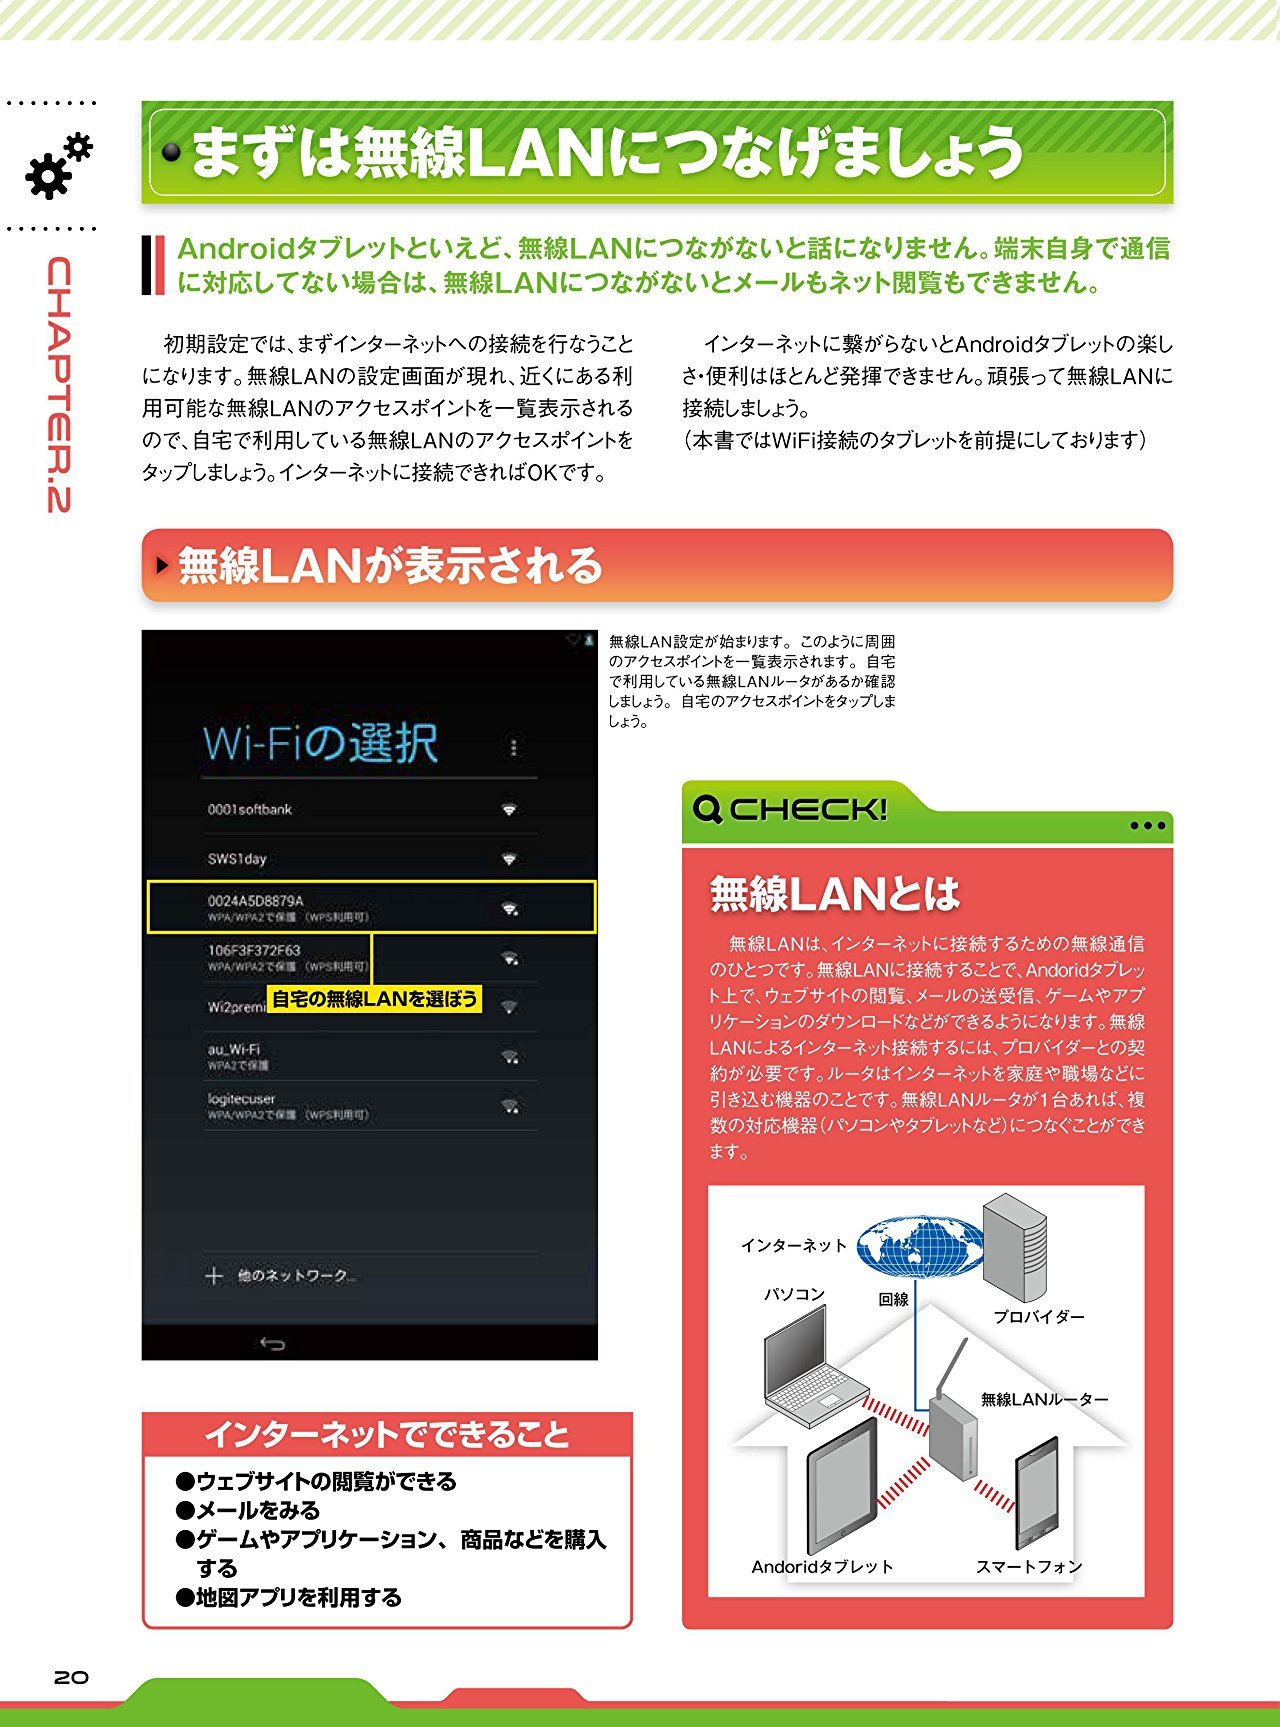 まずは無線LANにつなげましょう
CHAPTER.2
Androidタブレットといえど、無線LANにつながないと話になりません。端末自身で通信
に対応してない場合は、無線LANにつながないとメールもネット閲覧もできません。
初期設定では、まずインターネットへの接続を行なうこと
になります。無線LANの設定画面が現れ、近くにある利
用可能な無線LANのアクセスポイントを一覧表示される
ので、自宅で利用している無線LANのアクセスポイントを
タップしましょう。インターネットに接続できればOKです。
インターネットに繋がらないとAndroidタブレットの楽し
さ・便利はほとんど発揮できません。頑張って無線LANに
接続しましょう。
（本書ではWiFi接続のタブレットを前提にしております）
無線LANが表示される
Wi-Fiの選択
0001softbank
SWS1day
0024A5D8879A
WPA/WPA2で保護（WPS利用可）
106F3F372F63
WPA/WPA2で保護（WPS利用可）
自宅の無線LANを選ぼう
Wi2premi
au_Wi-Fi
WPA2で保護
logitecuser
WPA/WPA2で保護（WPS利用可）
他のネットワーク...
無線LAN設定が始まります。このように周囲
のアクセスポイントを一覧表示されます。自宅
で利用している無線LANルータがあるか確認
しましょう。自宅のアクセスポイントをタップしま
しょう。
CHECK!
無線LANとは
無線LANは、インターネットに接続するための無線通信
のひとつです。無線LANに接続することで、Andoridタブレッ
ト上で、ウェブサイトの閲覧、メールの送受信、ゲームやアプ
リケーションのダウンロードなどができるようになります。無線
LANによるインターネット接続するには、プロバイダーとの契
約が必要です。ルータはインターネットを家庭や職場などに
引き込む機器のことです。無線LANルータが1台あれば、複
数の対応機器（パソコンやタブレットなど）につなぐことができ
ます。
インターネット
パソコン
回線
プロバイダー
無線LANルーター
Andoridタブレット
スマートフォン
インターネットでできること
●ウェブサイトの閲覧ができる
●メールをみる
●ゲームやアプリケーション、商品などを購入
する
●地図アプリを利用する
20